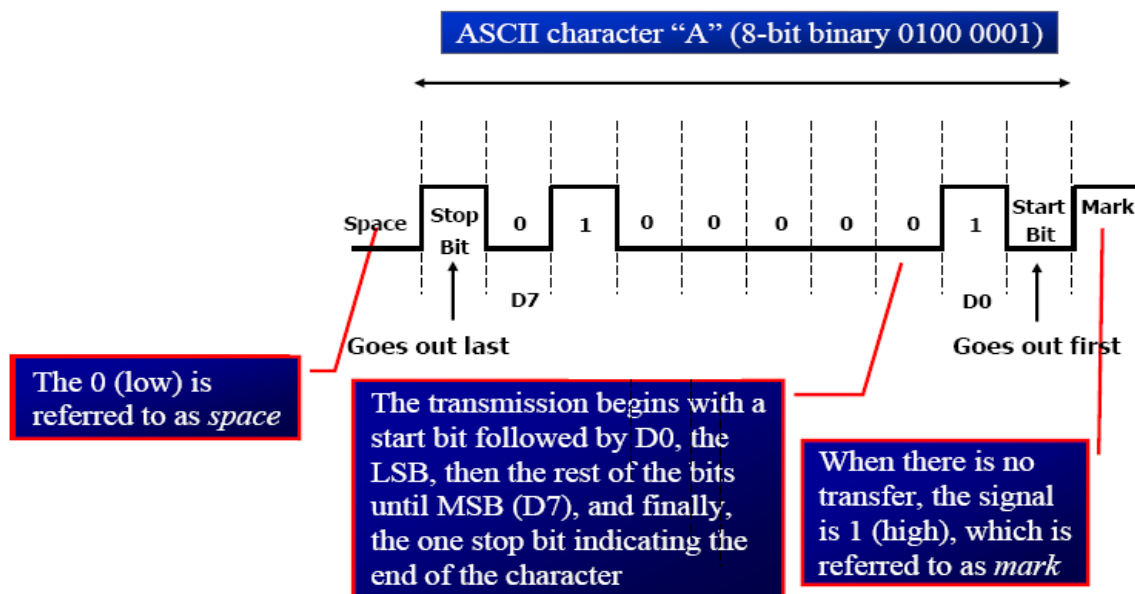 ASCII character “A” (8-bit binary 0100 0001)
Space
Stop
Bit
0
1
0
0
0
0
0
1
Start
Bit
Mark
D7
D0
Goes out last
Goes out first
The 0 (low) is
referred to as space
The transmission begins with a
start bit followed by D0, the
LSB, then the rest of the bits
until MSB (D7), and finally,
the one stop bit indicating the
end of the character
When there is no
transfer, the signal
is 1 (high), which is
referred to as mark